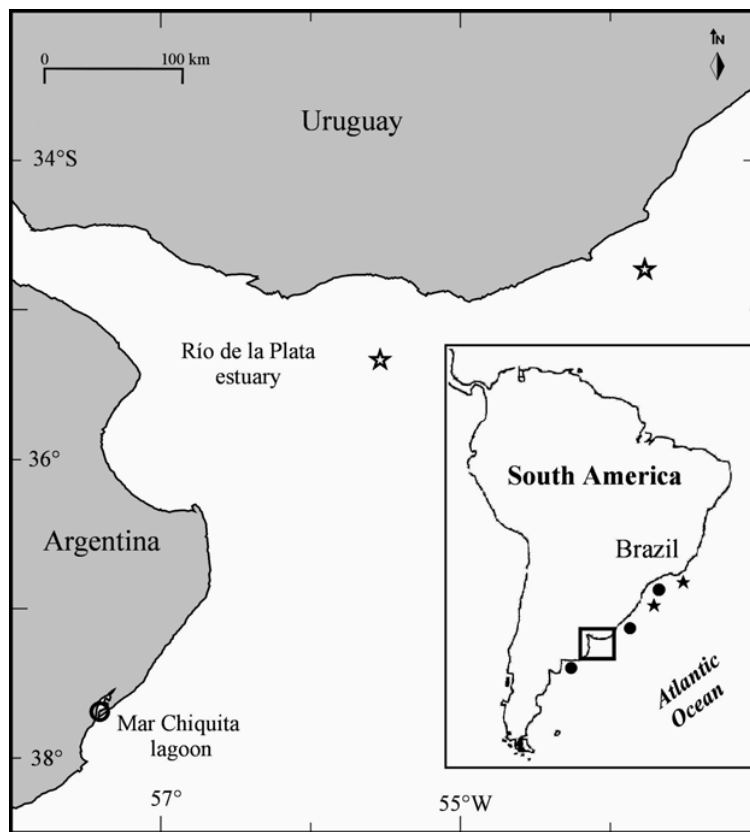 0 100 km
N
Uruguay
34°S
Río de la Plata
estuary
36°
South America
Argentina
Brazil
Atlantic
Ocean
Mar Chiquita
lagoon
38°
57°
55°W